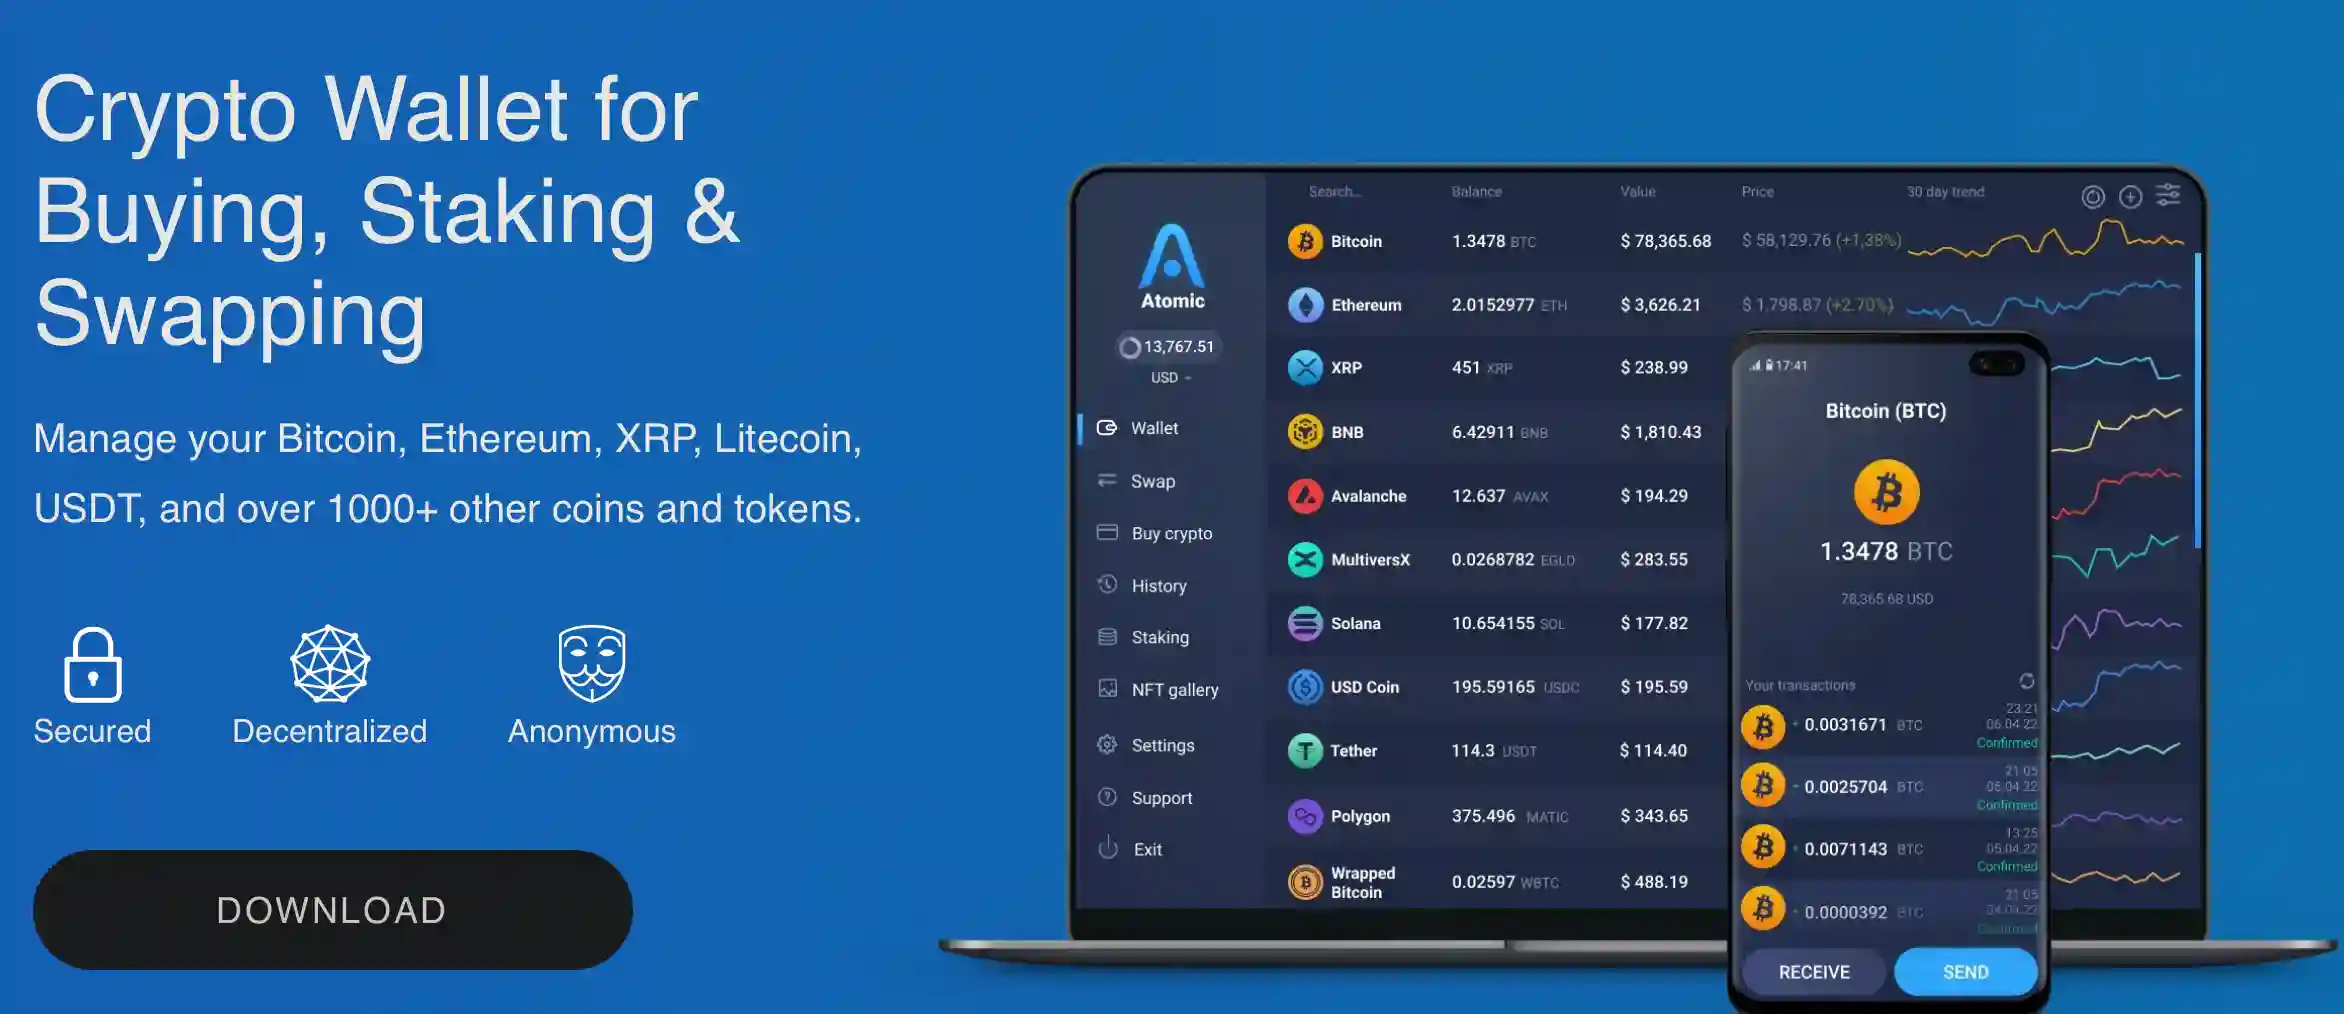 Crypto Wallet for
Buying, Staking &
Swapping
Manage your Bitcoin, Ethereum, XRP, Litecoin,
USDT, and over 1000+ other coins and tokens.
Secured Decentralized Anonymous
DOWNLOAD
Atomic
13,767.51
USD
Wallet
Swap
Buy crypto
History
Staking
NFT gallery
Settings
Support
Exit
Search... Balance Value Price 30 day trend
Bitcoin 1.3478 BTC $ 78,365.68 $ 58,129.76 (+1,38%)
Ethereum 2.0152977 ETH $ 3,626.21 $ 1,798.87 (+2.70%)
XRP 451 XRP $ 238.99
BNB 6.42911 BNB $ 1,810.43
Avalanche 12.637 AVAX $ 194.29
MultiversX 0.0268782 EGLD $ 283.55
Solana 10.654155 SOL $ 177.82
USD Coin 195.59165 USDC $ 195.59
Tether 114.3 USDT $ 114.40
Polygon 375.496 MATIC $ 343.65
Wrapped
Bitcoin 0.02597 WBTC $ 488.19
17:41
Bitcoin (BTC)
1.3478 BTC
78,365.68 USD
Your transactions
+ 0.0031671 BTC 23:21
06.04.22
Confirmed
+ 0.0025704 BTC 21:05
06.04.22
Confirmed
+ 0.0071143 BTC 13:25
05.04.22
Confirmed
+ 0.0000392 BTC 21:05
04.04.22
Confirmed
RECEIVE SEND